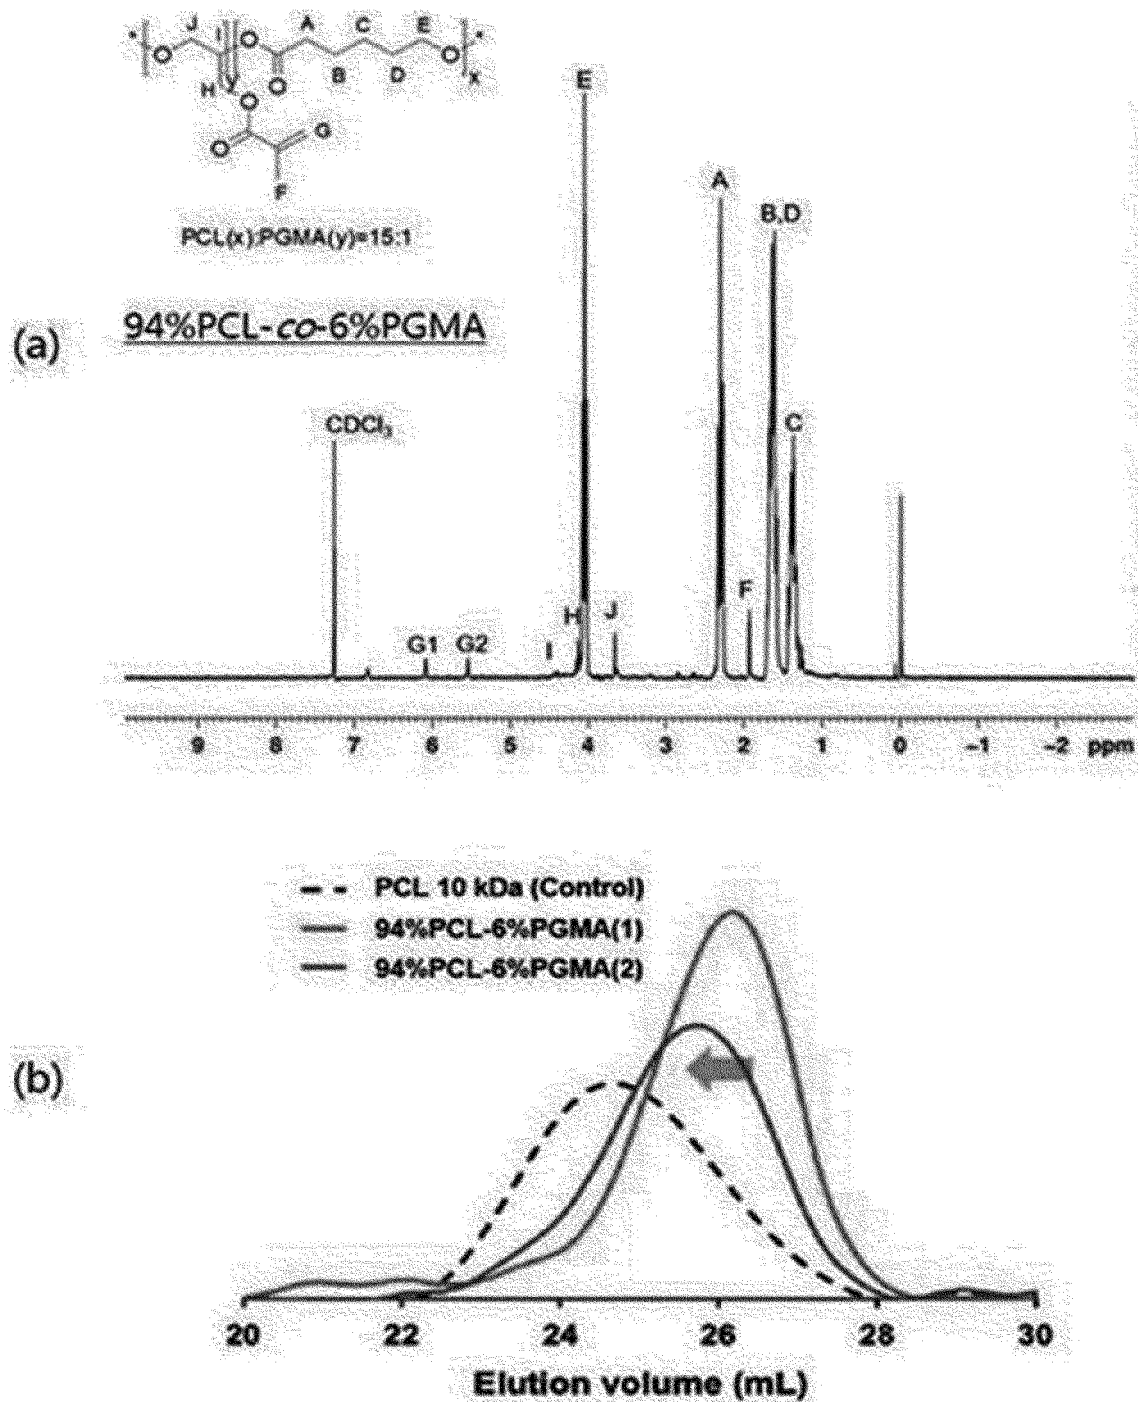 J I A C E
O O O x
H y B D
O O
O G
F
PCL(x):PGMA(y)=15:1
(a) 94%PCL-co-6%PGMA
E
A
B,D
CDCl₃ C
F
H J
G1 G2 I
9 8 7 6 5 4 3 2 1 0 -1 -2 ppm
PCL 10 kDa (Control)
94%PCL-6%PGMA(1)
94%PCL-6%PGMA(2)
(b)
20 22 24 26 28 30
Elution volume (mL)